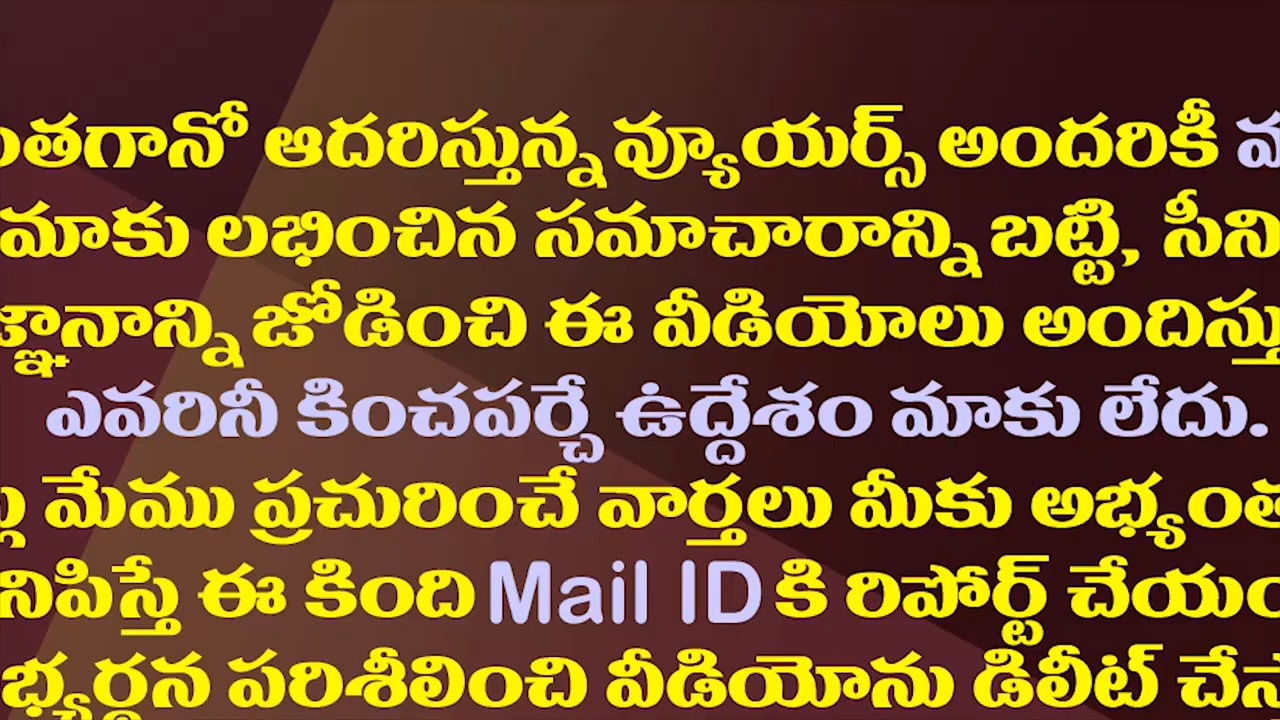 ంతగానో ఆదరిస్తున్న వ్యూయర్స్ అందరికీ
మాకు లభించిన సమాచారాన్ని బట్టి, సీని
జ్ఞానాన్ని జోడించి ఈ వీడియోలు అందిస్తు
ఎవరినీ కించపర్చే ఉద్దేశం మాకు లేదు.
మేము ప్రచురించే వార్తలు మీకు అభ్యంత
నిపిస్తే ఈ కింది Mail ID కి రిపోర్ట్ చేయం
భ్యర్థన పరిశీలించి వీడియోను డిలీట్ చేస